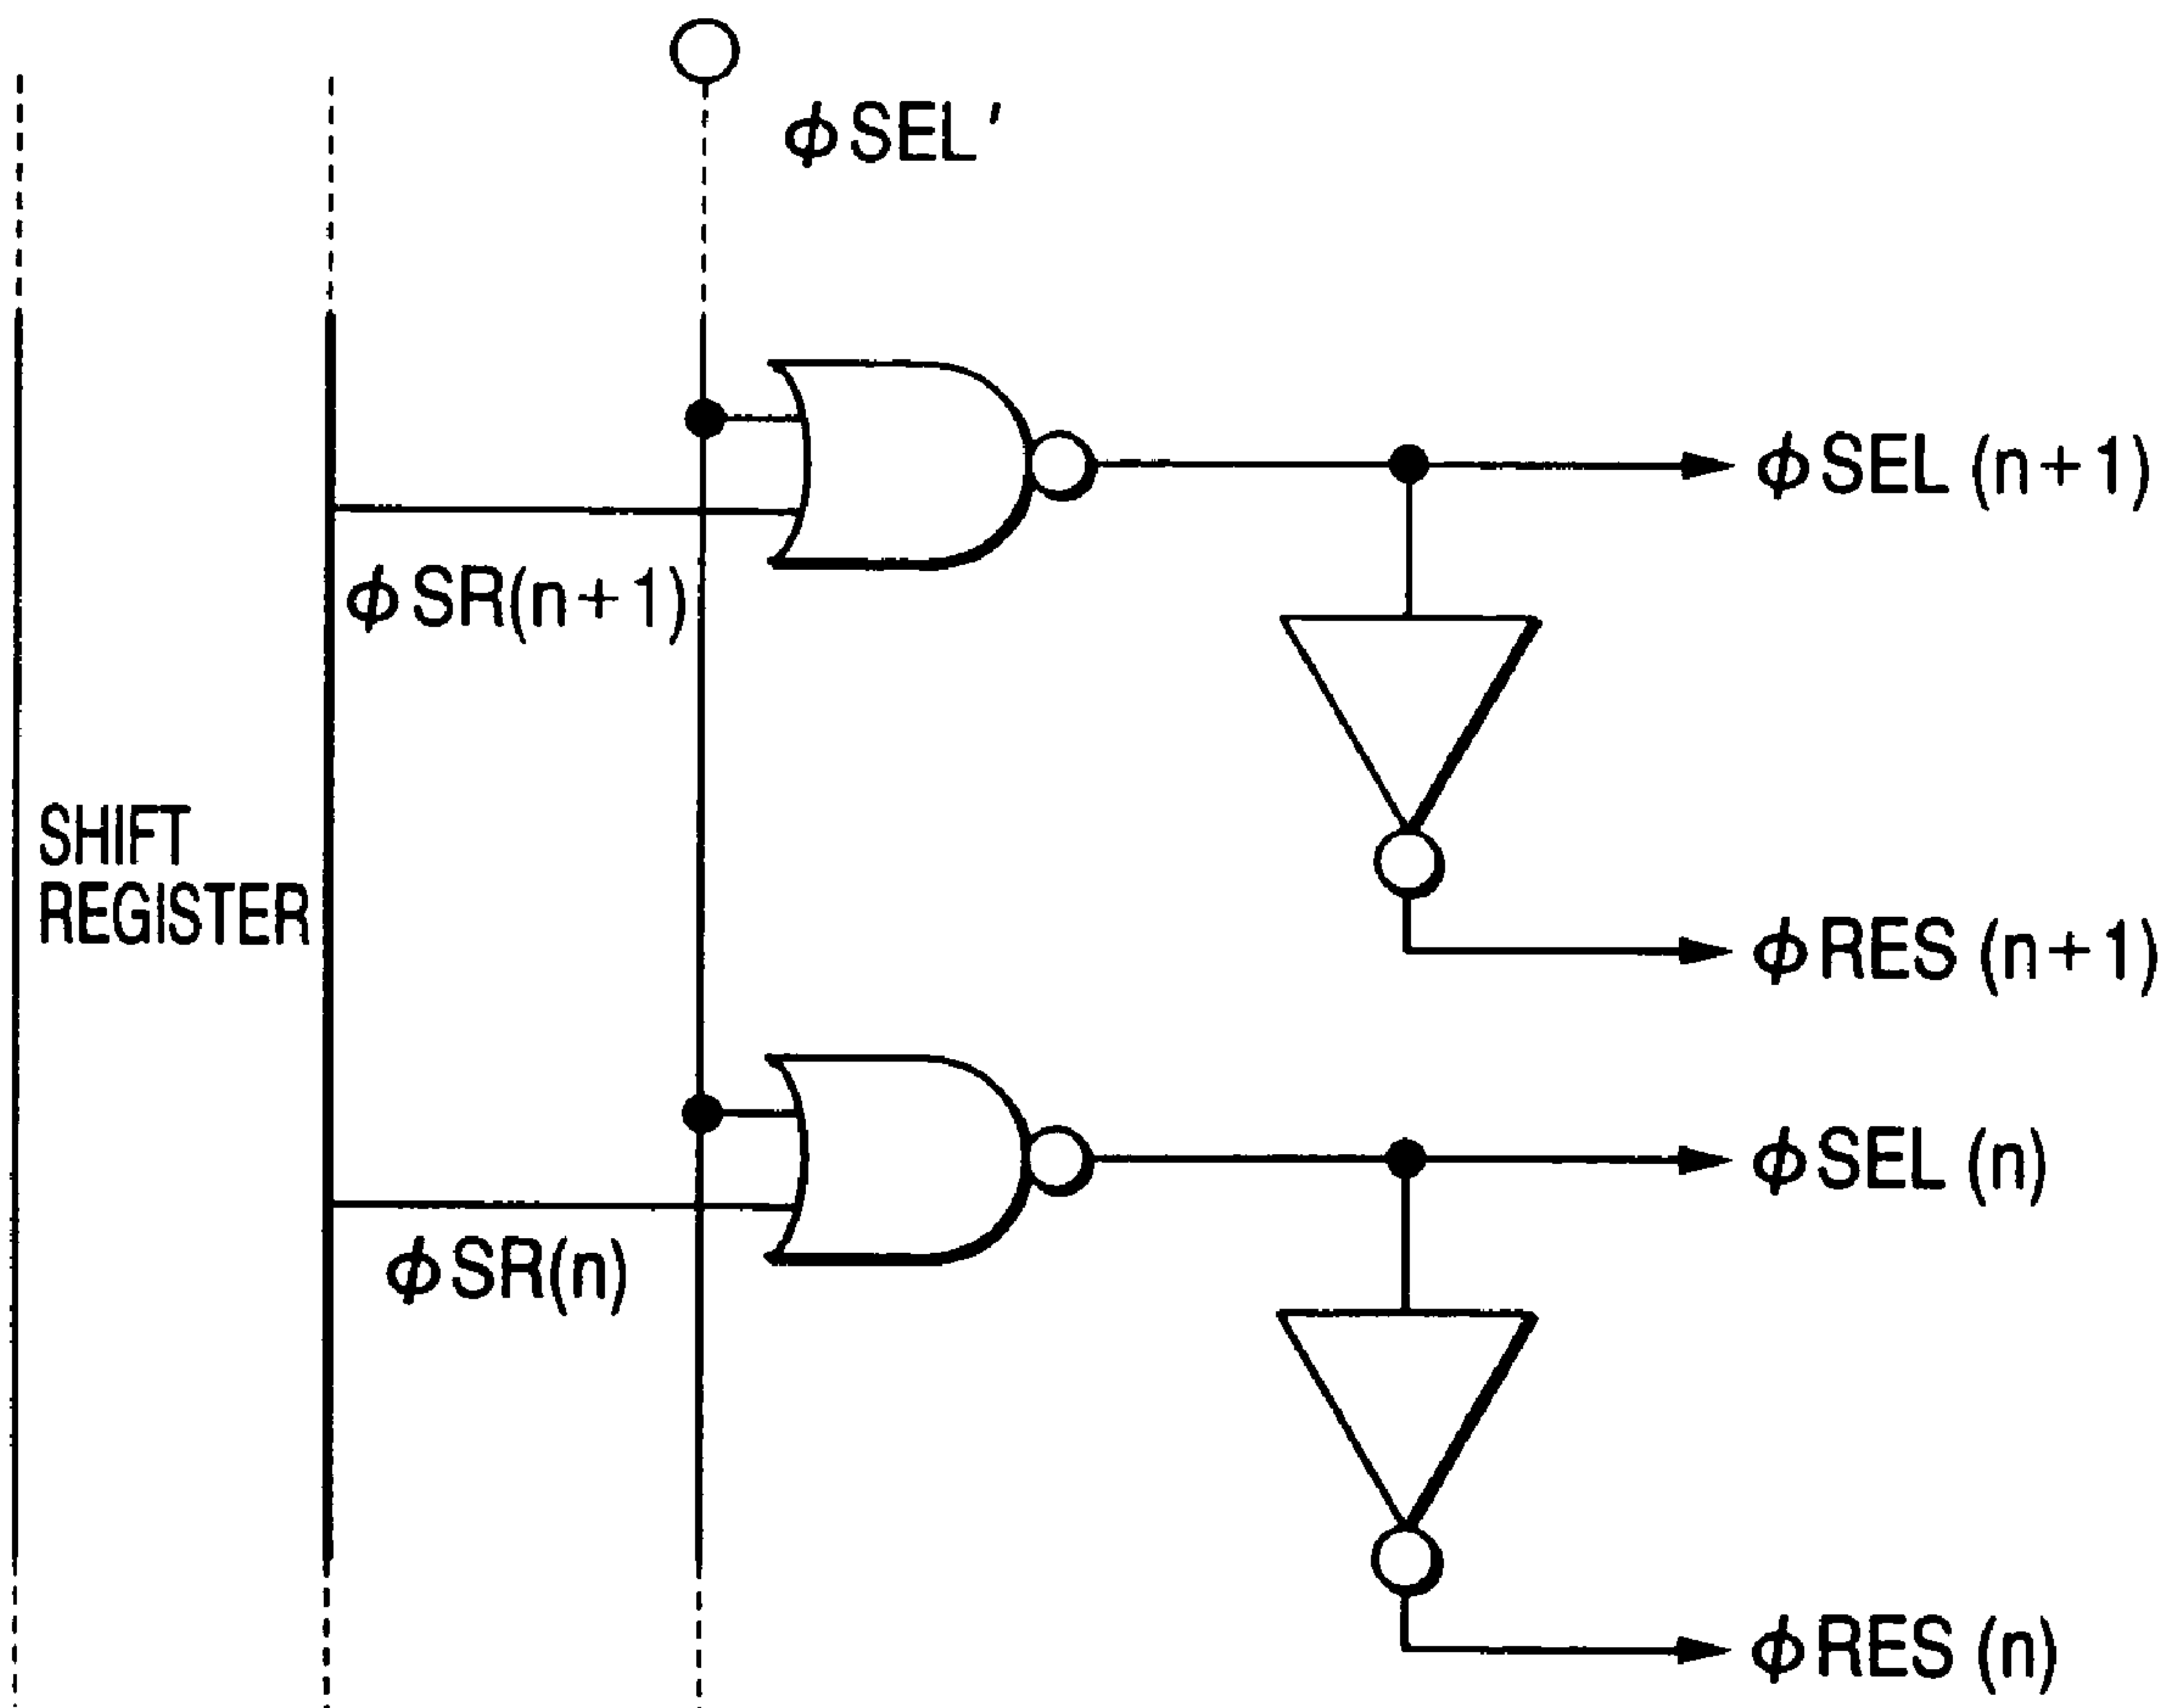 ϕSEL'
ϕSEL (n+1)
ϕSR(n+1)
SHIFT
REGISTER
ϕRES (n+1)
ϕSEL (n)
ϕSR(n)
ϕRES (n)